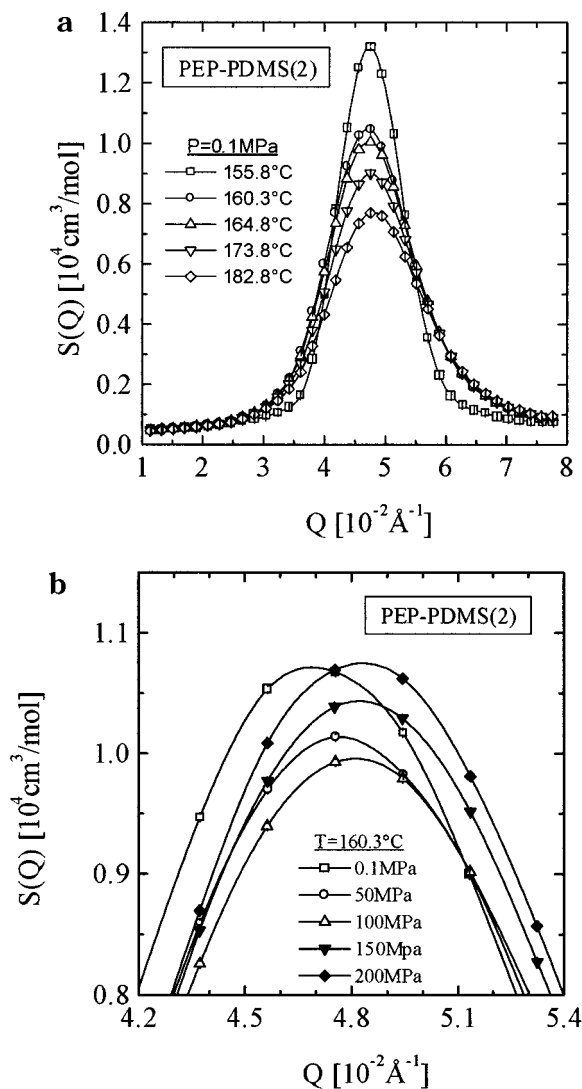 a
PEP-PDMS(2)
P=0.1MPa
155.8°C
160.3°C
164.8°C
173.8°C
182.8°C
S(Q) [10⁴cm³/mol]
1.4
1.2
1.0
0.8
0.6
0.4
0.2
0.0
1 2 3 4 5 6 7 8
Q [10⁻²Å⁻¹]
b
PEP-PDMS(2)
S(Q) [10⁴cm³/mol]
1.1
1.0
0.9
0.8
T=160.3°C
0.1MPa
50MPa
100MPa
150Mpa
200MPa
4.2 4.5 4.8 5.1 5.4
Q [10⁻²Å⁻¹]